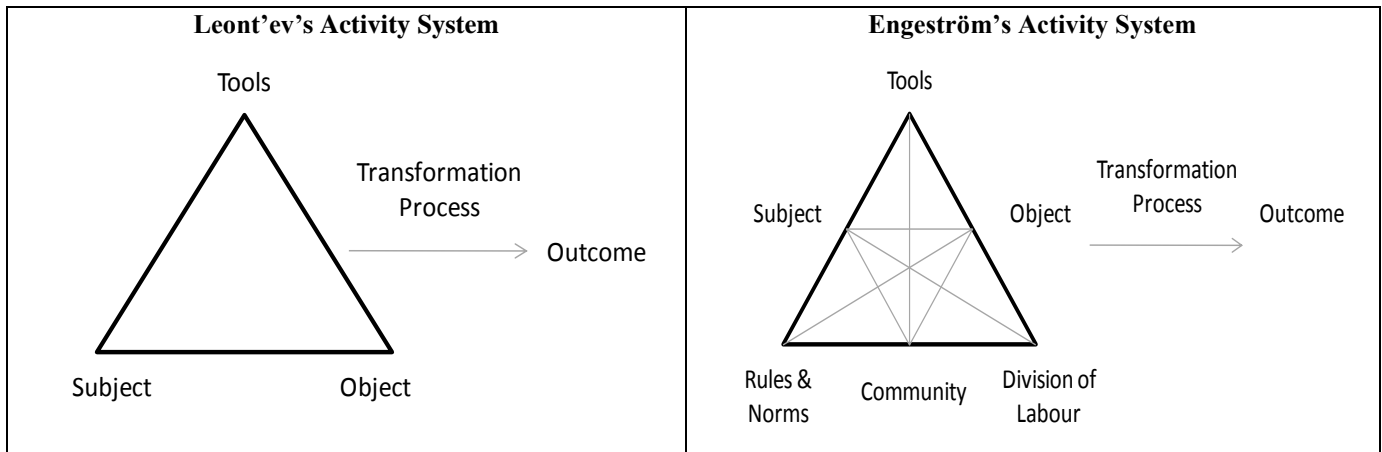 Leont’ev’s Activity System
Tools
Transformation
Process
Outcome
Subject
Object
Engeström’s Activity System
Tools
Subject
Object
Transformation
Process
Outcome
Rules &
Norms
Community
Division of
Labour